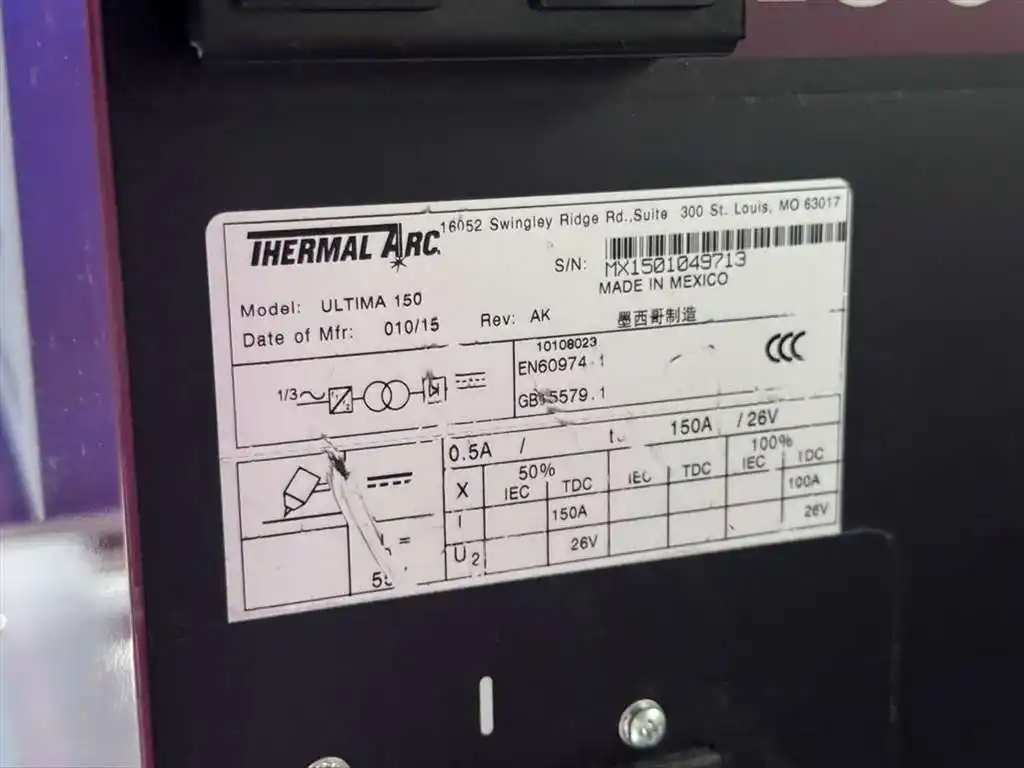 THERMAL ARC
16052 Swingley Ridge Rd.,Suite 300 St. Louis, MO 63017
S/N: MX1501049713
MADE IN MEXICO
Model: ULTIMA 150
Date of Mfr: 010/15 Rev: AK 墨西哥制造
10108023
EN60974-1
1/3
CCC
GB15579.1
0.5A / 150A / 26V
X 50% 100%
IEC TDC IEC TDC IEC TDC
I 150A 100A
U2 26V 26V